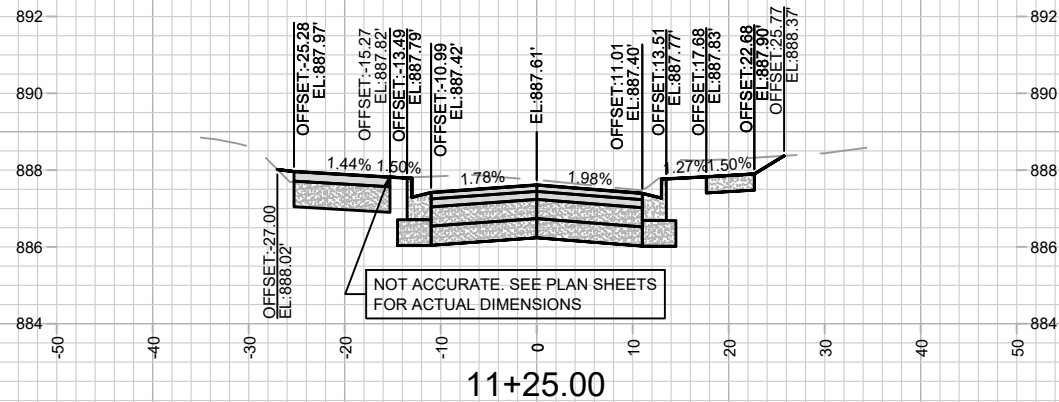 892
890
888
886
884
892
890
888
886
884
OFFSET:-27.00
EL:888.02'
OFFSET:-25.28
EL:887.97'
OFFSET:-15.27
EL:887.82'
OFFSET:-13.49
EL:887.79'
OFFSET:-10.99
EL:887.42'
EL:887.61'
OFFSET:11.01
EL:887.40'
OFFSET:13.51
EL:887.77'
OFFSET:17.68
EL:887.83'
OFFSET:22.68
EL:887.90'
OFFSET:25.77
EL:888.37'
1.44%
1.50%
1.78%
1.98%
1.27%
1.50%
NOT ACCURATE. SEE PLAN SHEETS
FOR ACTUAL DIMENSIONS
-50
-40
-30
-20
-10
0
10
20
30
40
50
11+25.00